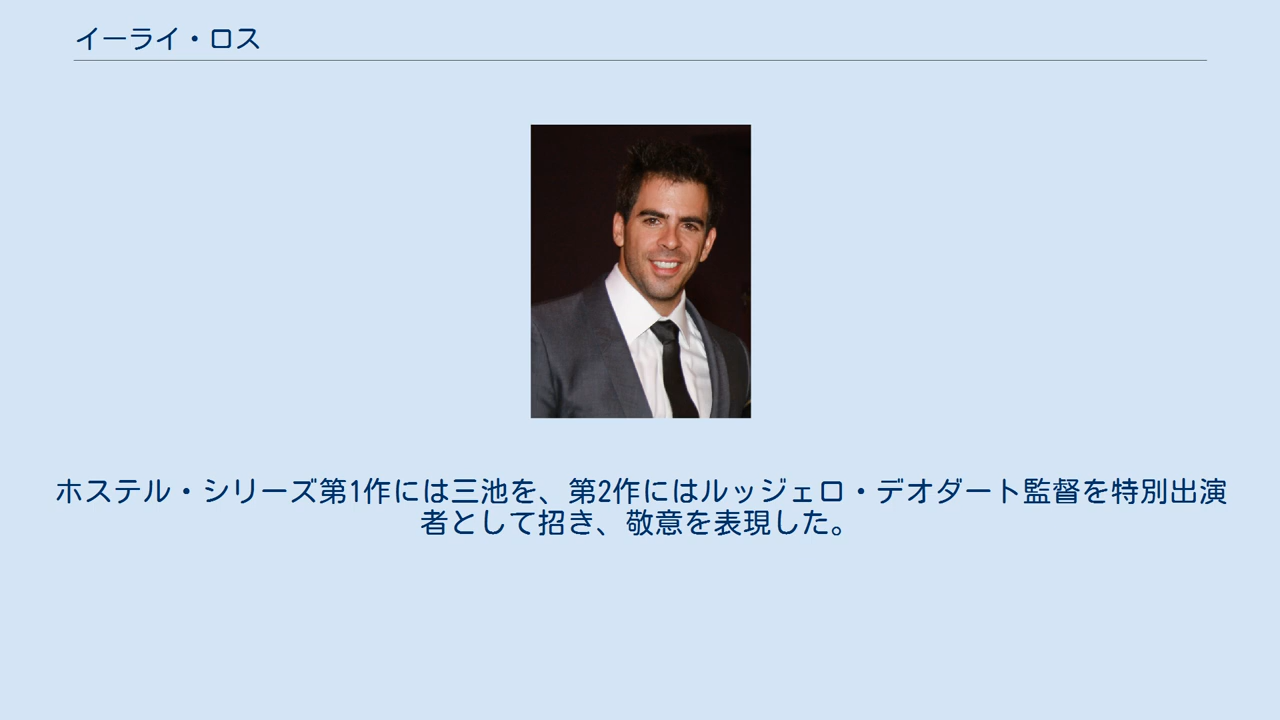 イーライ・ロス
ホステル・シリーズ第1作には三池を、第2作にはルッジェロ・デオダート監督を特別出演
者として招き、敬意を表現した。